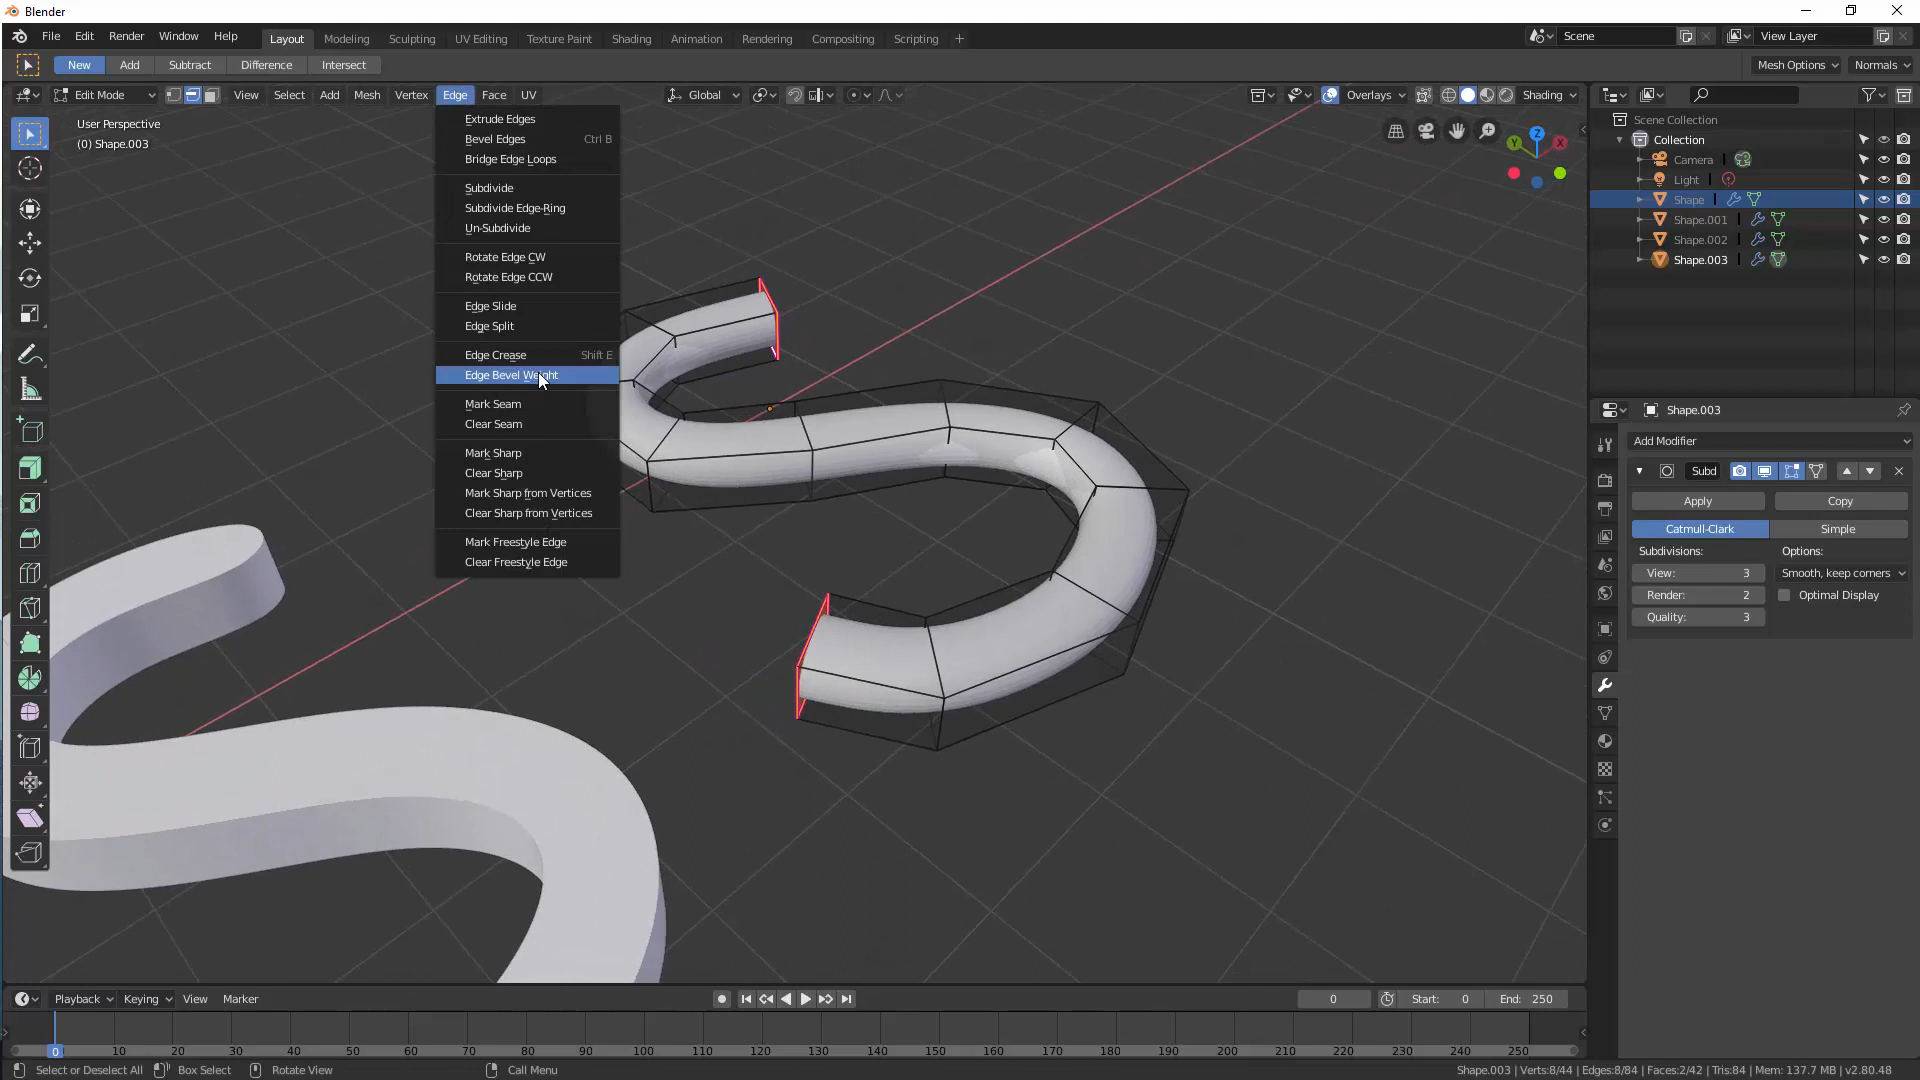 Blender
File Edit Render Window Help Layout Modeling Sculpting UV Editing Texture Paint Shading Animation Rendering Compositing Scripting + Scene View Layer
New Add Subtract Difference Intersect Mesh Options Normals
Edit Mode View Select Add Mesh Vertex Edge Face UV Global Overlays Shading
User Perspective
(0) Shape.003
Extrude Edges
Bevel Edges Ctrl B
Bridge Edge Loops
Subdivide
Subdivide Edge-Ring
Un-Subdivide
Rotate Edge CW
Rotate Edge CCW
Edge Slide
Edge Split
Edge Crease Shift E
Edge Bevel Weight
Mark Seam
Clear Seam
Mark Sharp
Clear Sharp
Mark Sharp from Vertices
Clear Sharp from Vertices
Mark Freestyle Edge
Clear Freestyle Edge
Z
Y X
Scene Collection
Collection
Camera
Light
Shape
Shape.001
Shape.002
Shape.003
Shape.003
Add Modifier
Subd
Apply Copy
Catmull-Clark Simple
Subdivisions: Options:
View: 3 Smooth, keep corners
Render: 2 Optimal Display
Quality: 3
Playback Keying View Marker 0 Start: 0 End: 250
0 10 20 30 40 50 60 70 80 90 100 110 120 130 140 150 160 170 180 190 200 210 220 230 240 250
Select or Deselect All Box Select Rotate View Call Menu Shape.003 | Verts:8/44 | Edges:8/84 | Faces:2/42 | Tris:84 | Mem: 137.7 MB | v2.80.48